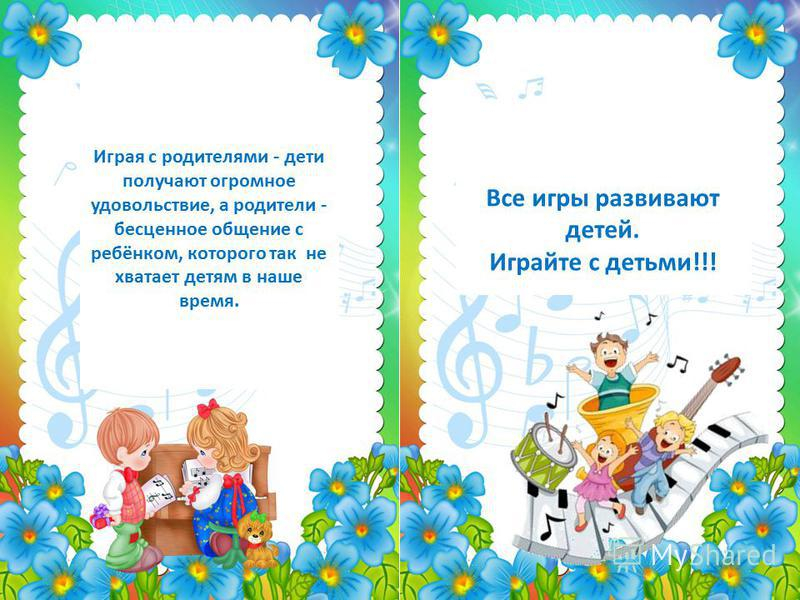 Играя с родителями - дети
получают огромное
удовольствие, а родители -
бесценное общение с
ребёнком, которого так не
хватает детям в наше
время.
Все игры развивают
детей.
Играйте с детьми!!!
MyShared